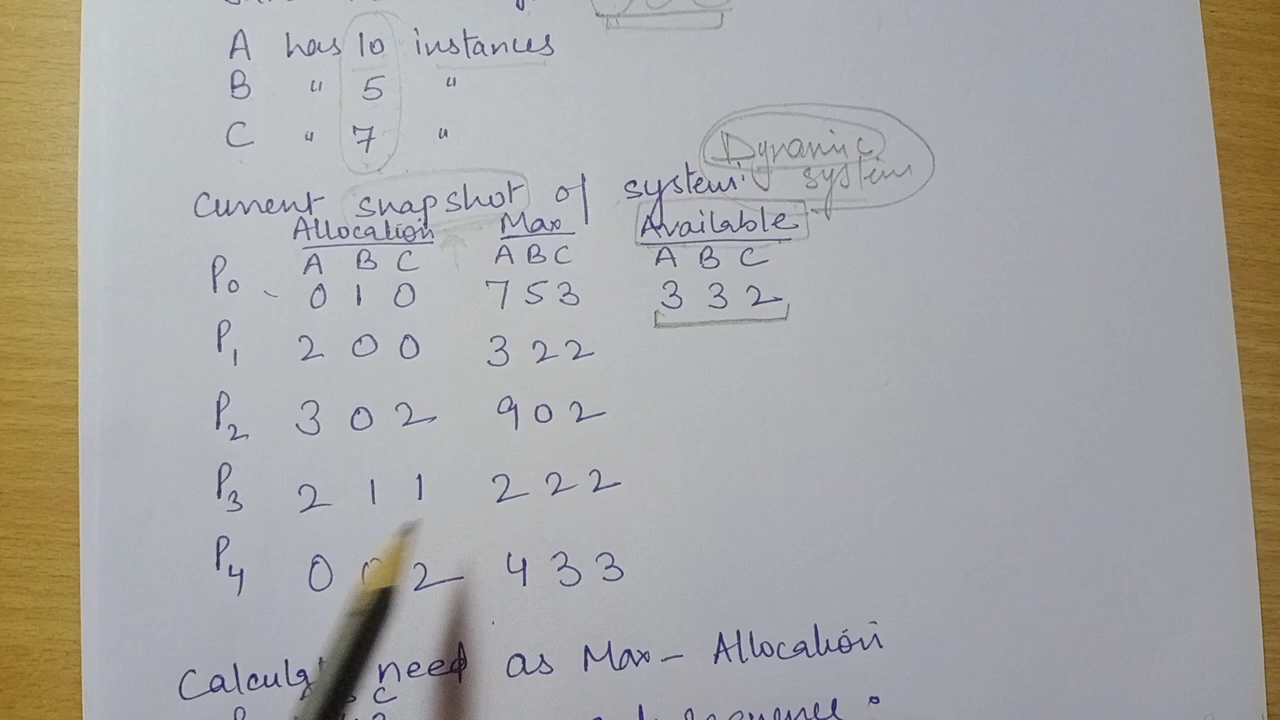 A has 10 instances
B " 5 "
C " 7 "
Dynamic
system
Current snapshot of system:
Allocation Max Available
A B C A B C A B C
P0 0 1 0 7 5 3 3 3 2
P1 2 0 0 3 2 2
P2 3 0 2 9 0 2
P3 2 1 1 2 2 2
P4 0 0 2 4 3 3
need as Max - Allocation
C
sequence :